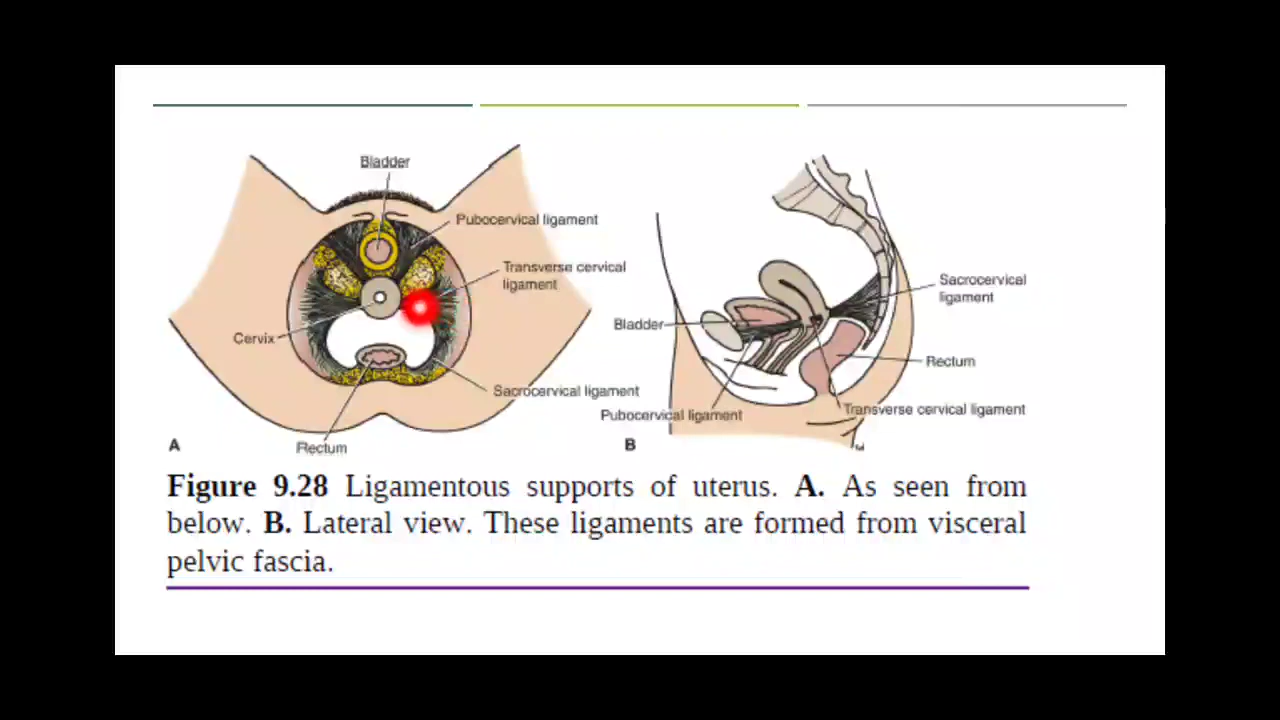 Bladder
Pubocervical ligament
Transverse cervical
ligament
Cervix
Sacrocervical ligament
Rectum
A
Sacrocervical
ligament
Bladder
Rectum
Pubocervical ligament
Transverse cervical ligament
B
Figure 9.28 Ligamentous supports of uterus. A. As seen from
below. B. Lateral view. These ligaments are formed from visceral
pelvic fascia.